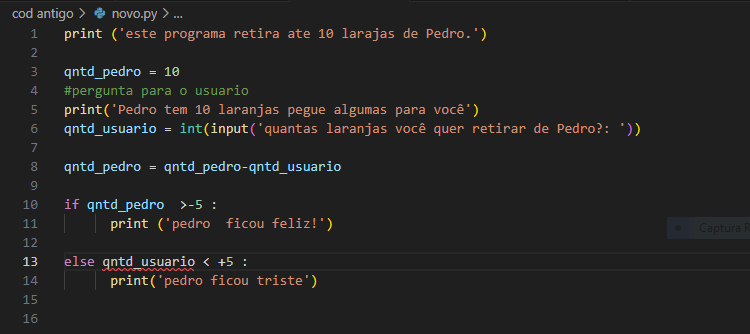 cod antigo > novo.py > ...
1 print ('este programa retira ate 10 larajas de Pedro.')
2
3 qntd_pedro = 10
4 #pergunta para o usuario
5 print('Pedro tem 10 laranjas pegue algumas para você')
6 qntd_usuario = int(input('quantas laranjas você quer retirar de Pedro?: '))
7
8 qntd_pedro = qntd_pedro-qntd_usuario
9
10 if qntd_pedro  >-5 :
11 print ('pedro  ficou feliz!')
12
13 else qntd_usuario < +5 :
14 print('pedro ficou triste')
15
16
Captura R